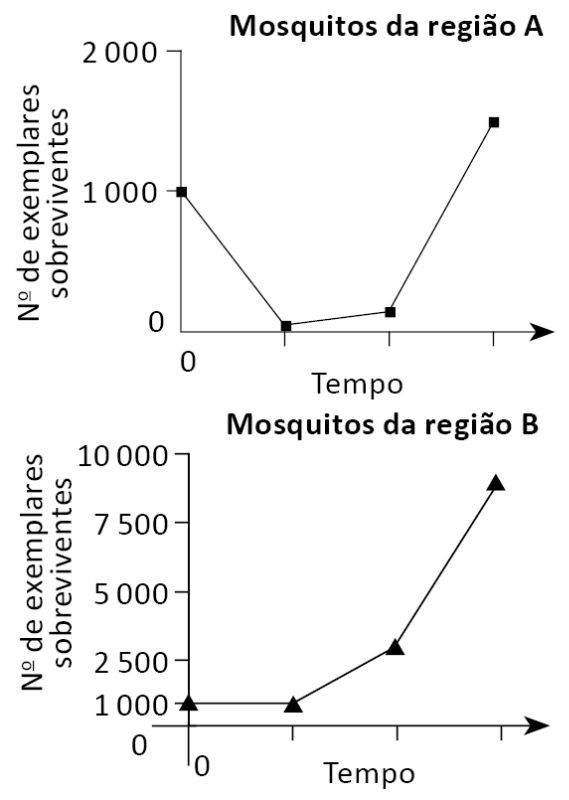 Mosquitos da região A
Nº de exemplares
sobreviventes
2 000
1 000
0
0
Tempo
Mosquitos da região B
Nº de exemplares
sobreviventes
10 000
7 500
5 000
2 500
1 000
0
0
Tempo